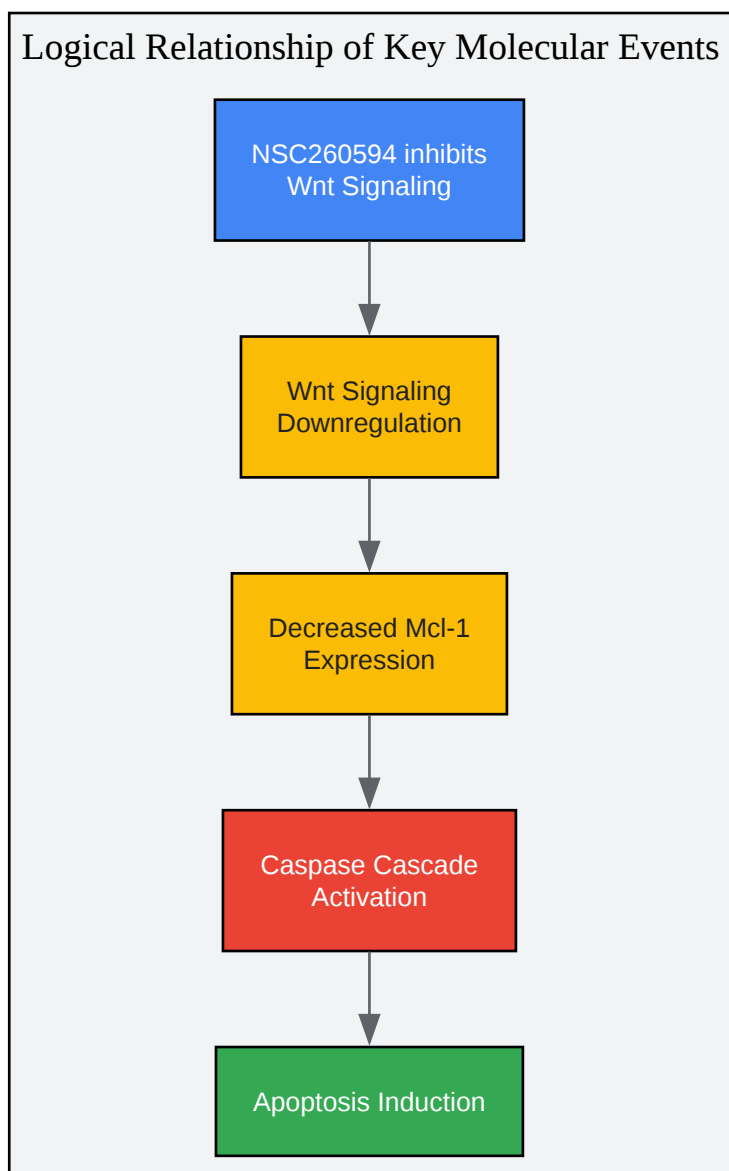 Logical Relationship of Key Molecular Events
NSC260594 inhibits
Wnt Signaling
Wnt Signaling
Downregulation
Decreased Mcl-1
Expression
Caspase Cascade
Activation
Apoptosis Induction